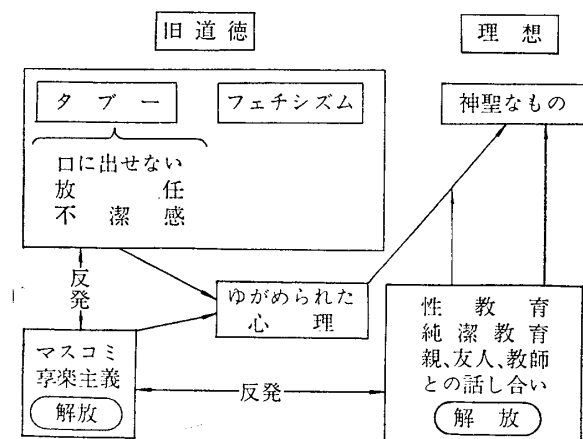 旧道徳
理想
タブー
フェチシズム
神聖なもの
口に出せない
放任
不潔感
反発
ゆがめられた
心理
マスコミ
享楽主義
解放
反発
性教育
純潔教育
親、友人、教師
との話し合い
解放